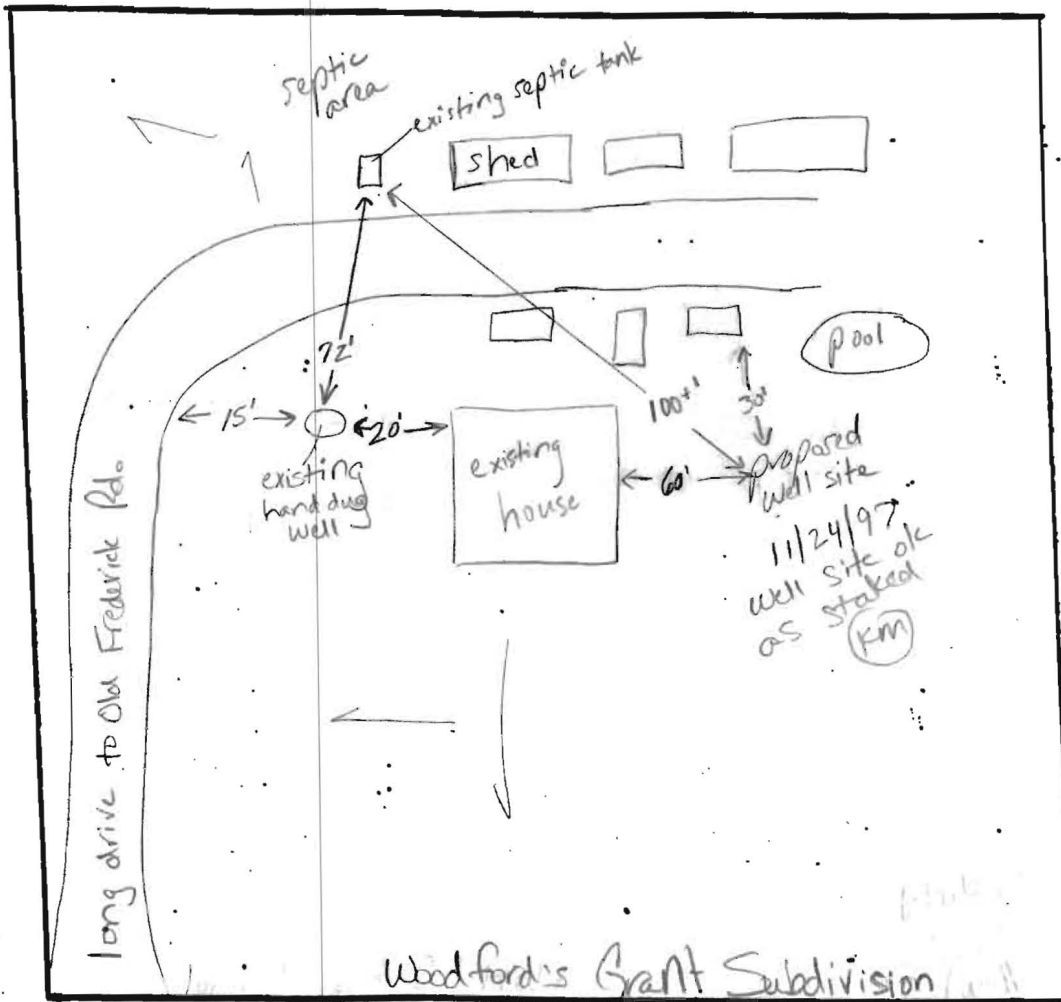 septic
area
existing septic tank
shed
72'
pool
15'
20'
100+'
30'
existing
hand dug
well
existing
house
60'
proposed
well site
11/24/97
well site ok
as staked
KM
long drive to Old Frederick Rd.
Woodford's Grant Subdivision